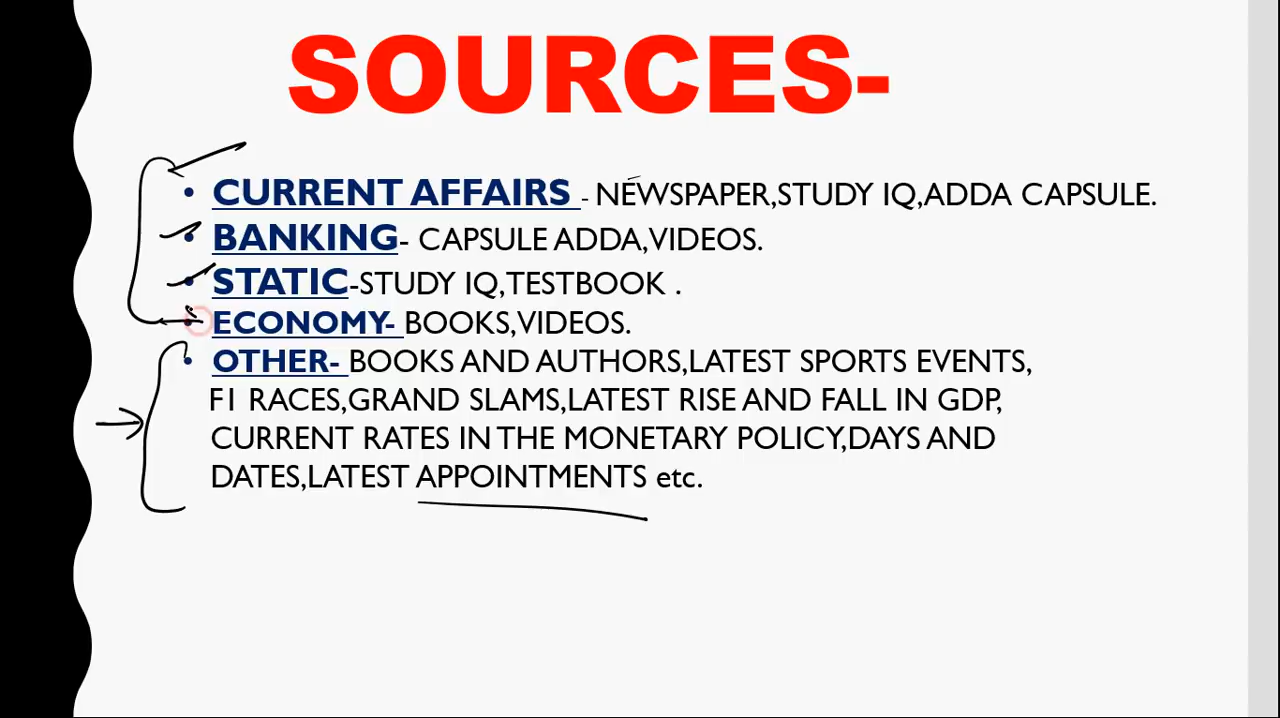 SOURCES-
• CURRENT AFFAIRS - NEWSPAPER,STUDY IQ,ADDA CAPSULE.
• BANKING- CAPSULE ADDA,VIDEOS.
• STATIC-STUDY IQ,TESTBOOK .
• ECONOMY- BOOKS,VIDEOS.
• OTHER- BOOKS AND AUTHORS,LATEST SPORTS EVENTS,
F1 RACES,GRAND SLAMS,LATEST RISE AND FALL IN GDP,
CURRENT RATES IN THE MONETARY POLICY,DAYS AND
DATES,LATEST APPOINTMENTS etc.